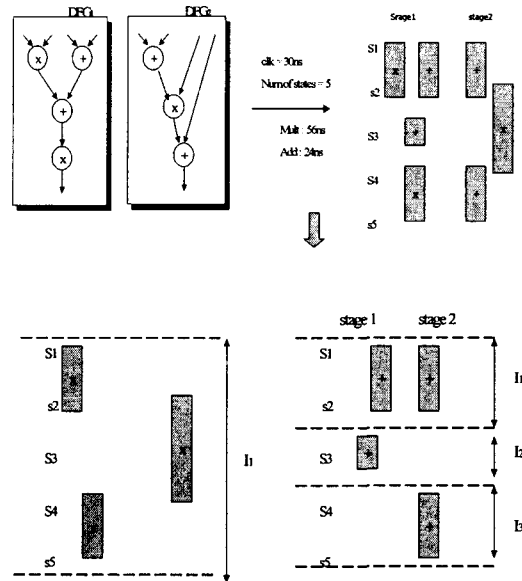 DFG1
DFG2
x
+
+
x
+
x
+
clk = 30ns
Num of states = 5
Mult : 56ns
Add : 24ns
Srage1
stage2
S1
x
+
+
s2
x
S3
+
S4
x
+
s5
S1
x
s2
S3
x
I1
S4
s5
stage 1
stage 2
S1
+
+
I1
s2
S3
+
I2
S4
+
I3
s5